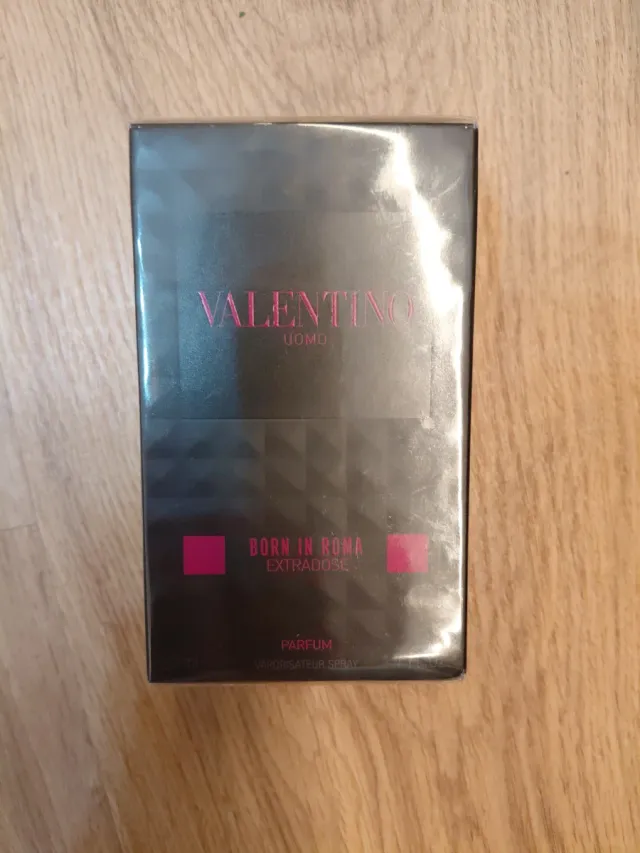 VALENTINO
UOMO
BORN IN ROMA
EXTRADOSE
PARFUM
VAPORISATEUR SPRAY